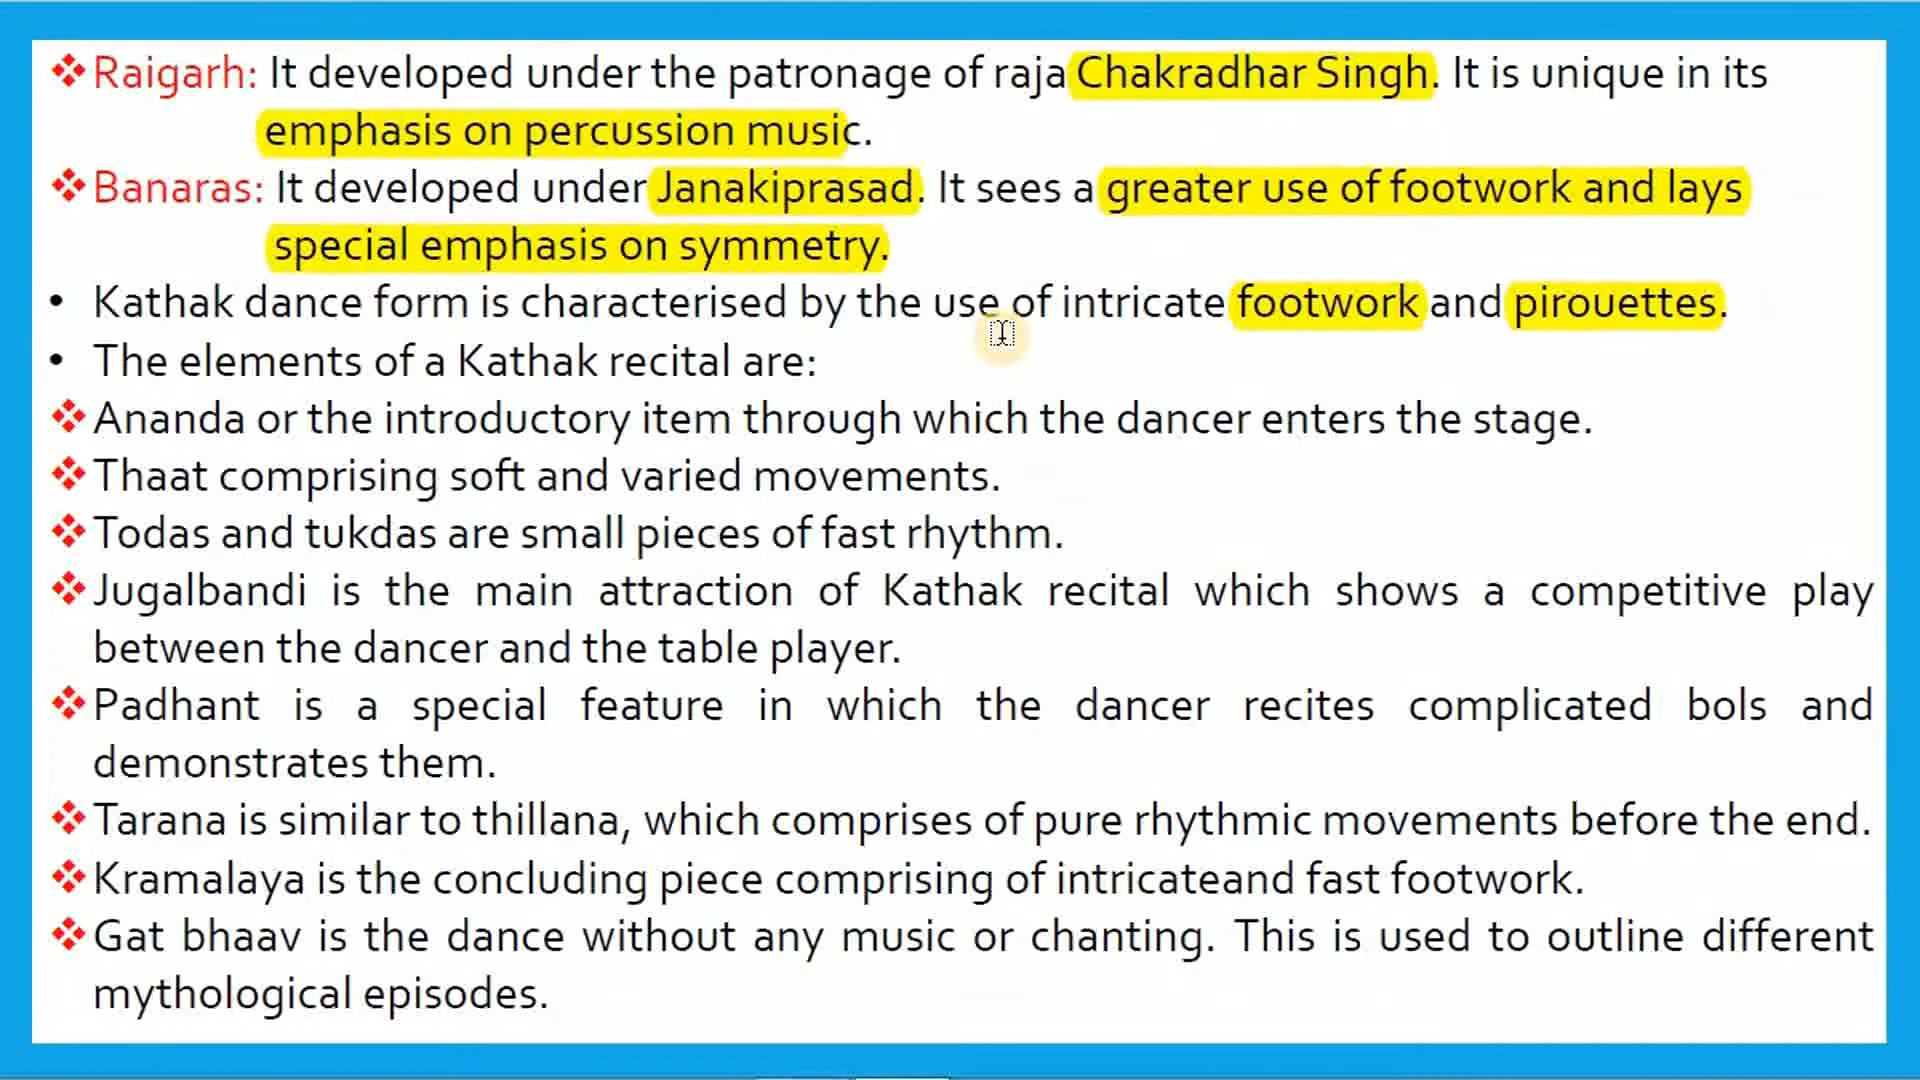 ❖Raigarh: It developed under the patronage of raja Chakradhar Singh. It is unique in its
emphasis on percussion music.
❖Banaras: It developed under Janakiprasad. It sees a greater use of footwork and lays
special emphasis on symmetry.
• Kathak dance form is characterised by the use of intricate footwork and pirouettes.
• The elements of a Kathak recital are:
❖Ananda or the introductory item through which the dancer enters the stage.
❖Thaat comprising soft and varied movements.
❖Todas and tukdas are small pieces of fast rhythm.
❖Jugalbandi is the main attraction of Kathak recital which shows a competitive play
between the dancer and the table player.
❖Padhant is a special feature in which the dancer recites complicated bols and
demonstrates them.
❖Tarana is similar to thillana, which comprises of pure rhythmic movements before the end.
❖Kramalaya is the concluding piece comprising of intricateand fast footwork.
❖Gat bhaav is the dance without any music or chanting. This is used to outline different
mythological episodes.